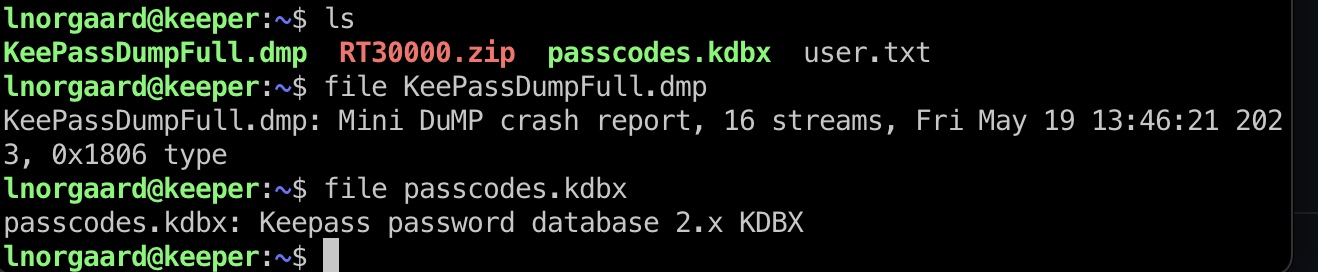 lnorgaard@keeper:~$ ls
KeePassDumpFull.dmp  RT30000.zip  passcodes.kdbx  user.txt
lnorgaard@keeper:~$ file KeePassDumpFull.dmp
KeePassDumpFull.dmp: Mini DuMP crash report, 16 streams, Fri May 19 13:46:21 202
3, 0x1806 type
lnorgaard@keeper:~$ file passcodes.kdbx
passcodes.kdbx: Keepass password database 2.x KDBX
lnorgaard@keeper:~$